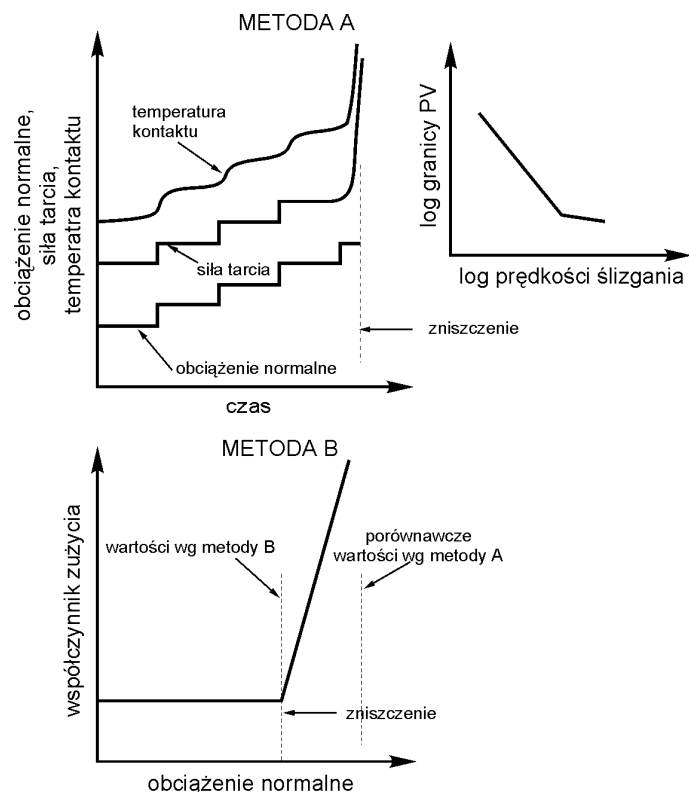 METODA A
obciążenie normalne,
siła tarcia,
temperatra kontaktu
temperatura
kontaktu
siła tarcia
obciążenie normalne
zniszczenie
czas
log granicy PV
log prędkości ślizgania
METODA B
współczynnik zużycia
wartości wg metody B
porównawcze
wartości wg metody A
zniszczenie
obciążenie normalne